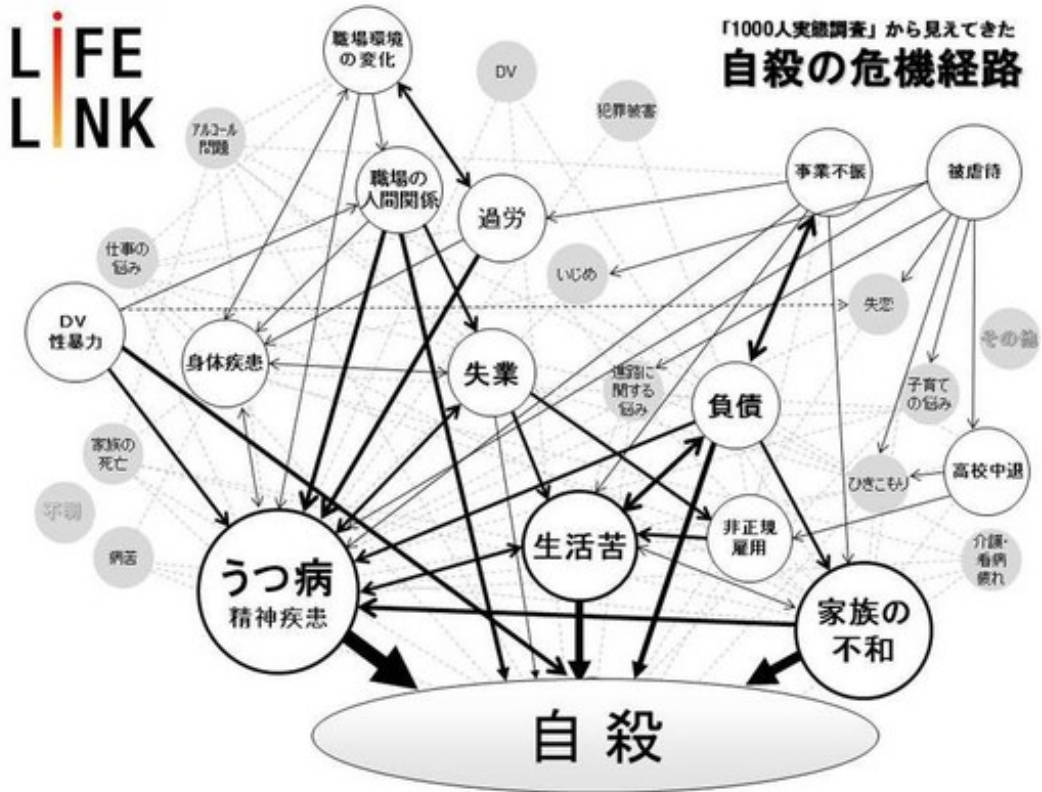 LiFE
LINK
「1000人実態調査」から見えてきた
自殺の危機経路
職場環境
の変化
DV
犯罪被害
アルコール
問題
職場の
人間関係
過労
事業不振
被虐待
仕事の
悩み
いじめ
失恋
DV
性暴力
その他
身体疾患
失業
進路に
関する
悩み
負債
子育て
の悩み
家族の
死亡
高校中退
ひきこもり
不明
病苦
うつ病
精神疾患
生活苦
非正規
雇用
介護・
看病
疲れ
家族の
不和
自殺